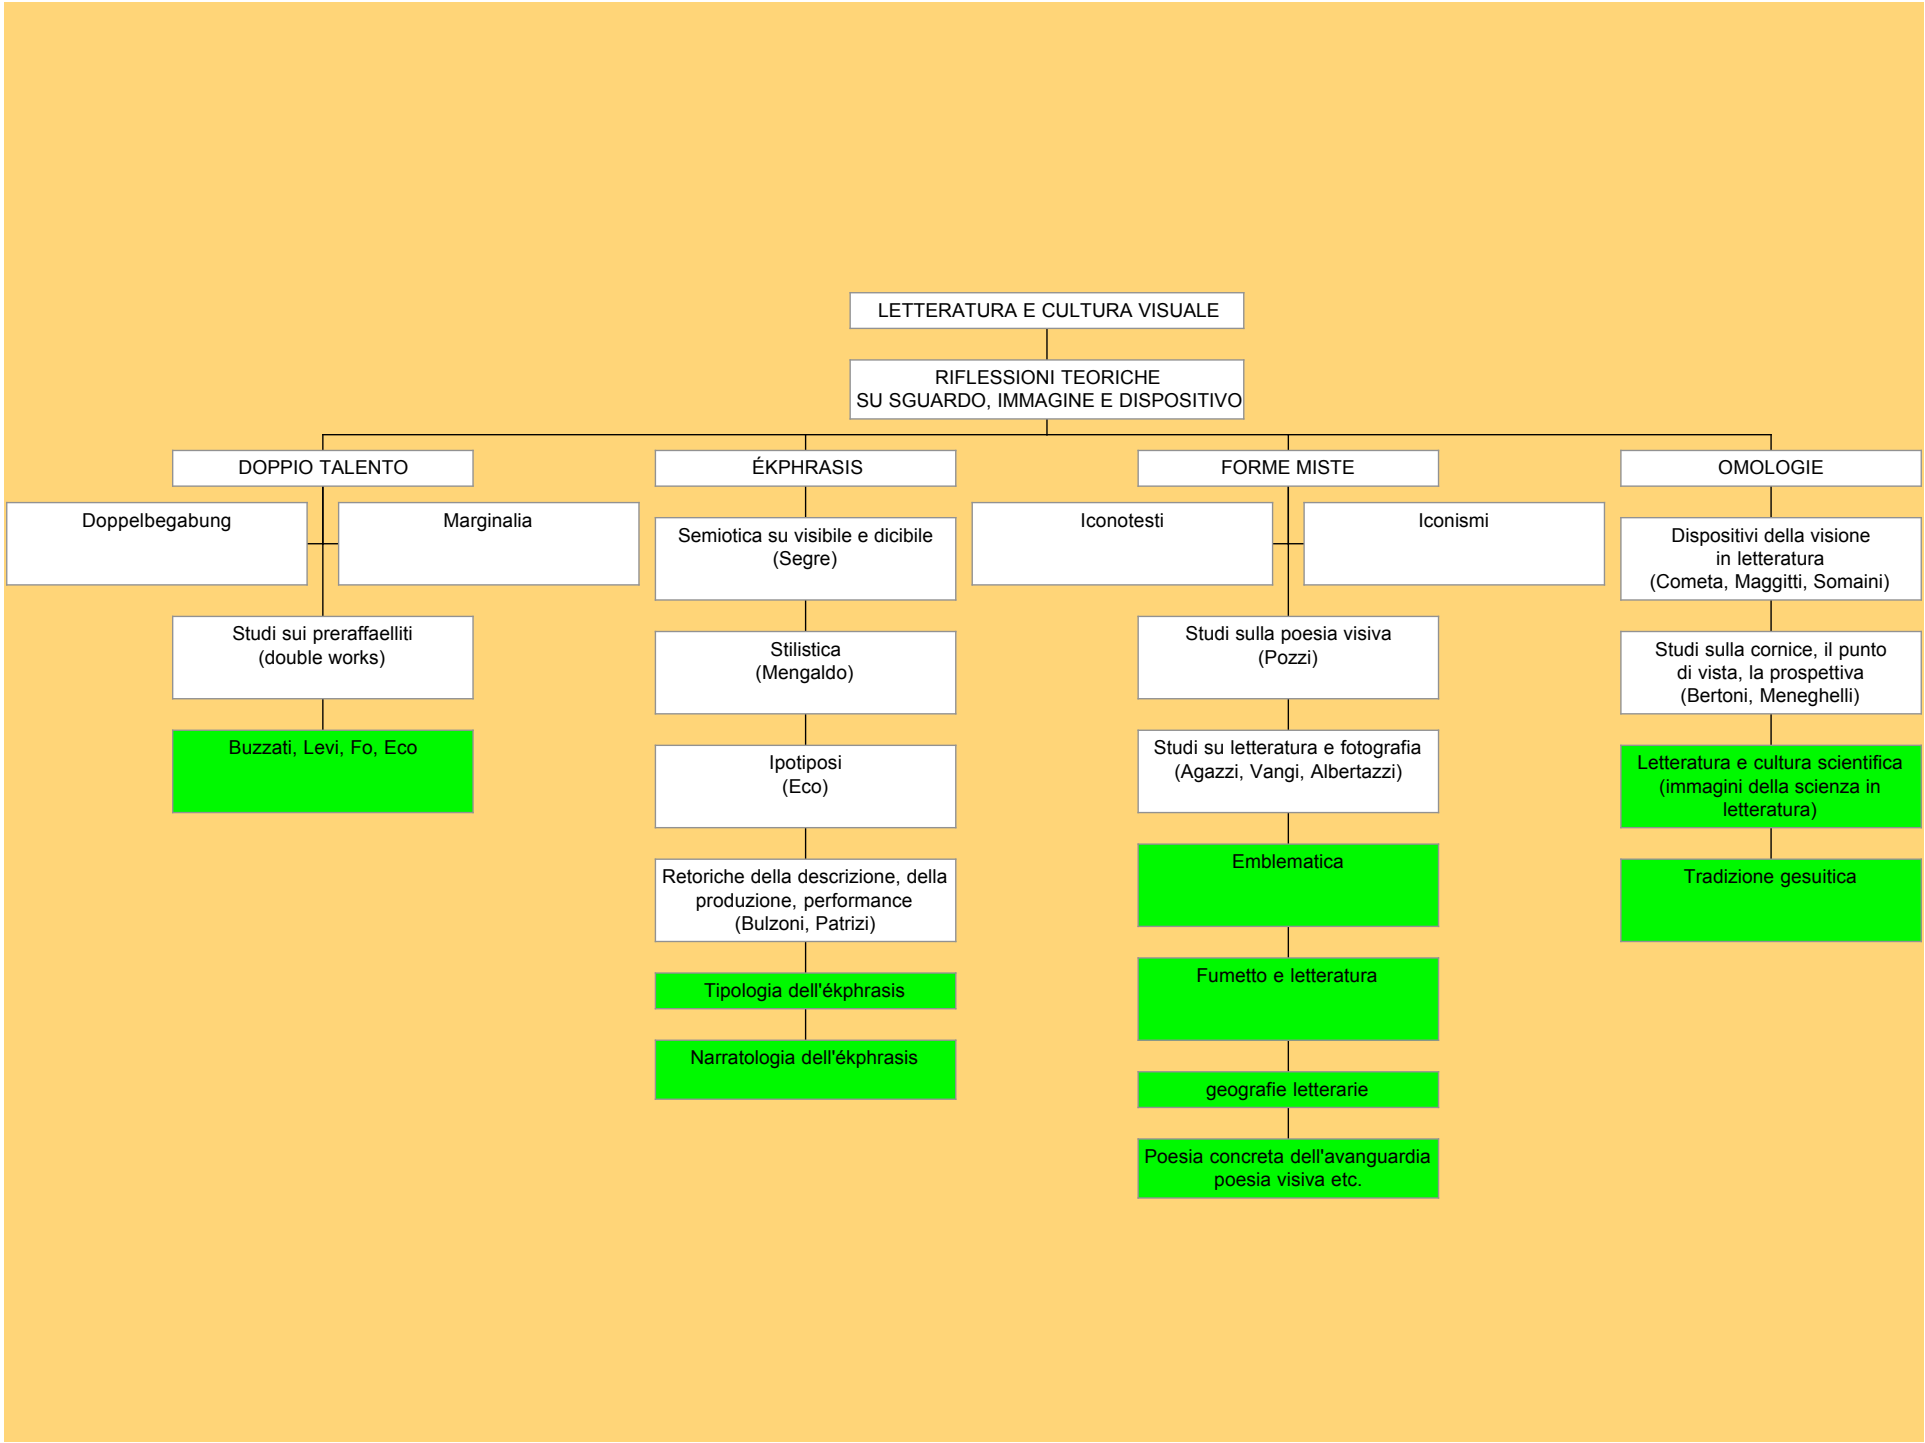 LETTERATURA E CULTURA VISUALE
RIFLESSIONI TEORICHE
SU SGUARDO, IMMAGINE E DISPOSITIVO
DOPPIO TALENTO
Doppelbegabung
Marginalia
Studi sui preraffaelliti
(double works)
Buzzati, Levi, Fo, Eco
ÉKPHRASIS
Semiotica su visibile e dicibile
(Segre)
Stilistica
(Mengaldo)
Ipotiposi
(Eco)
Retoriche della descrizione, della
produzione, performance
(Bulzoni, Patrizi)
Tipologia dell'ékphrasis
Narratologia dell'ékphrasis
FORME MISTE
Iconotesti
Iconismi
Studi sulla poesia visiva
(Pozzi)
Studi su letteratura e fotografia
(Agazzi, Vangi, Albertazzi)
Emblematica
Fumetto e letteratura
geografie letterarie
Poesia concreta dell'avanguardia
poesia visiva etc.
OMOLOGIE
Dispositivi della visione
in letteratura
(Cometa, Maggitti, Somaini)
Studi sulla cornice, il punto
di vista, la prospettiva
(Bertoni, Meneghelli)
Letteratura e cultura scientifica
(immagini della scienza in
letteratura)
Tradizione gesuitica